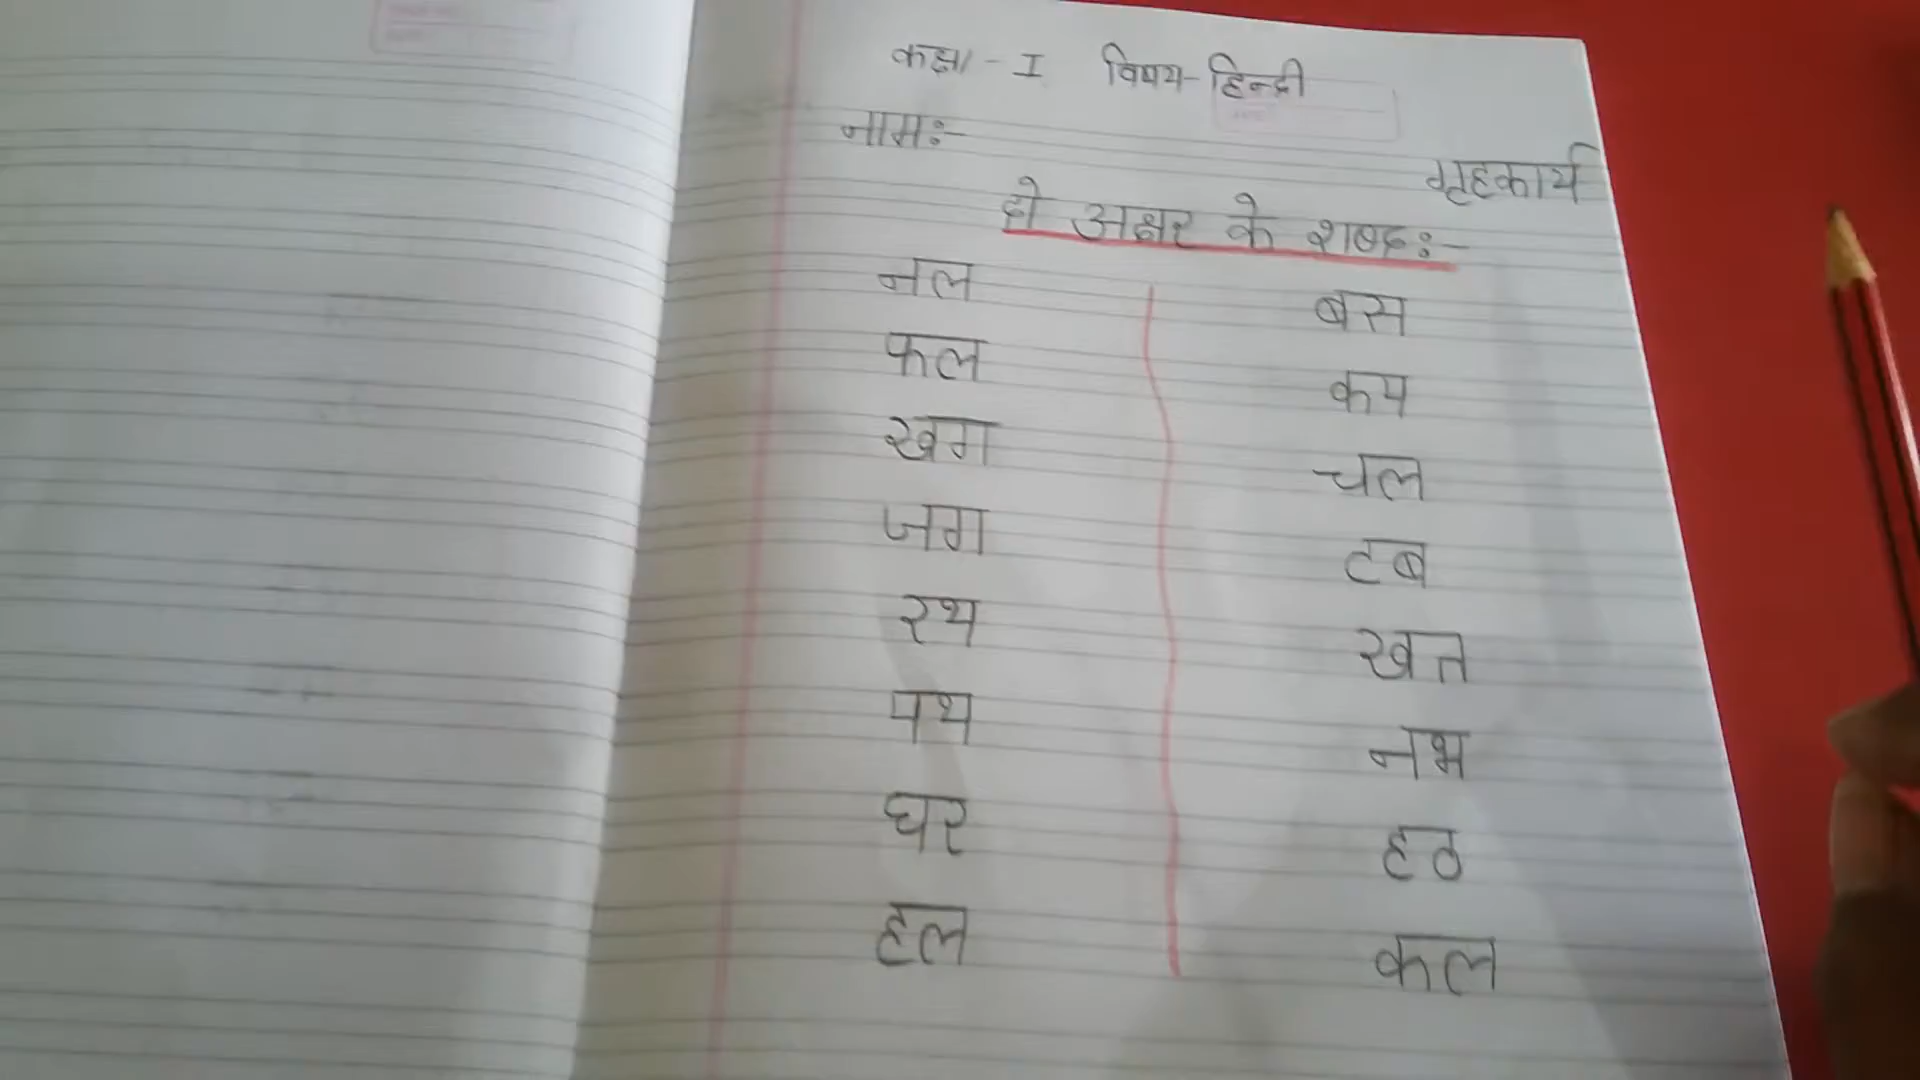 कक्षा - I विषय - हिन्दी
नामः-
गृहकार्य
दो अक्षर के शब्दः-
नल बस
फल कप
खग चल
जग टब
रथ खत
पथ नभ
घर हठ
हल कल